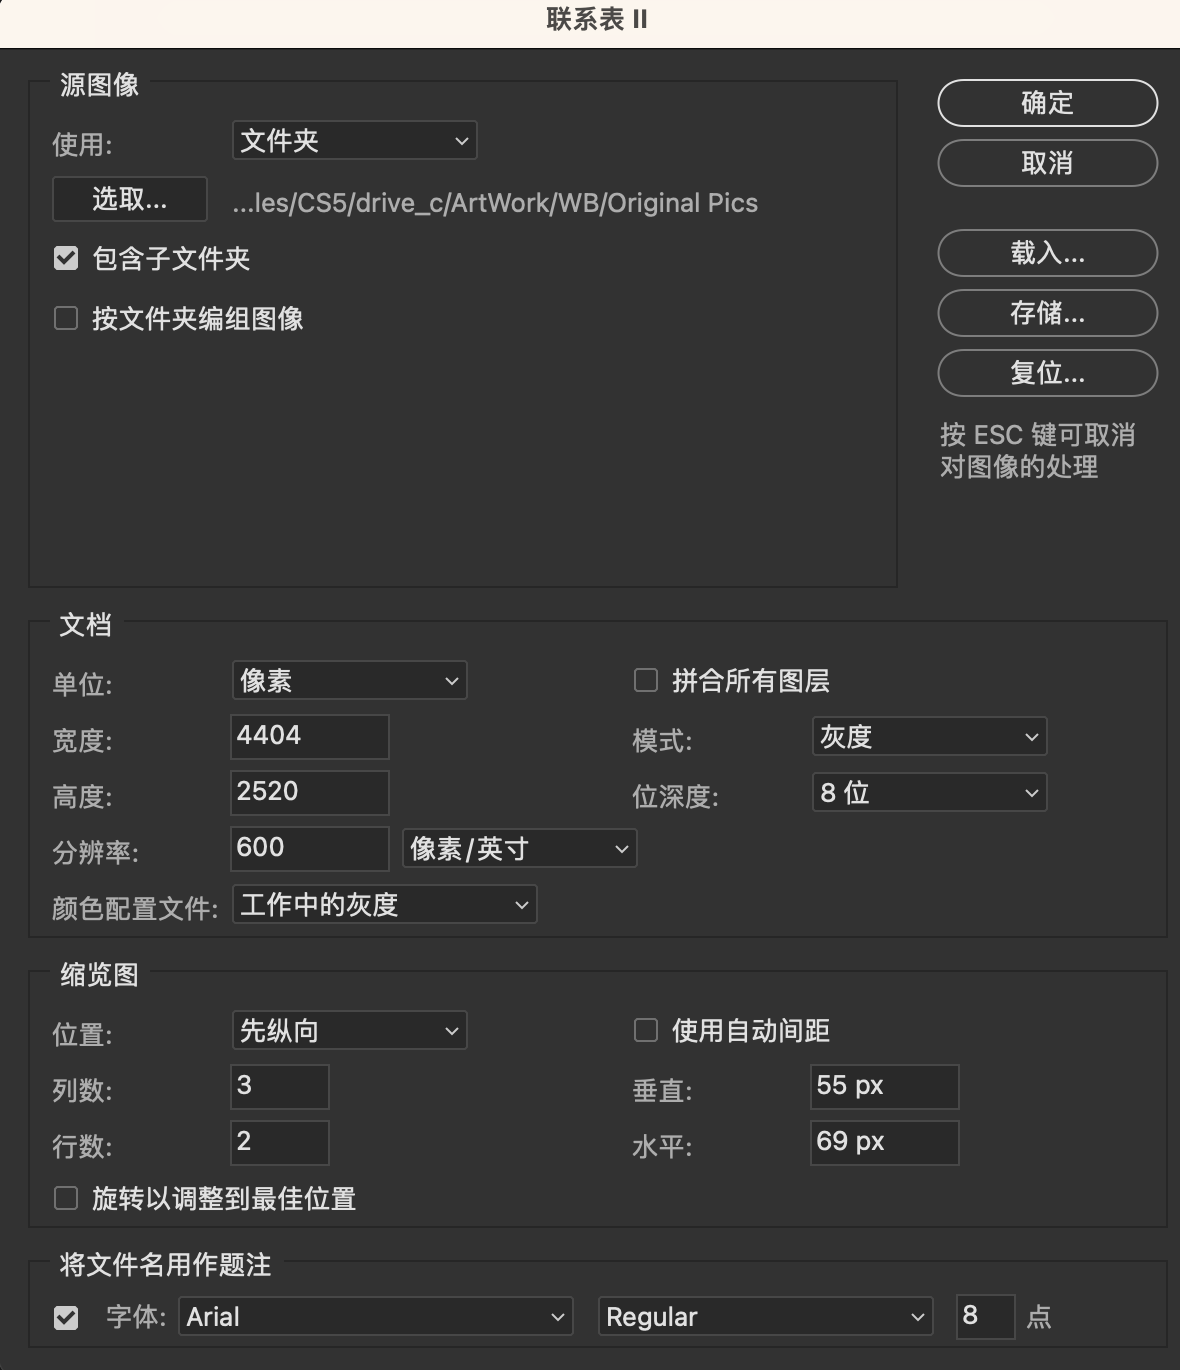 联系表 II
源图像
使用: 文件夹
选取... ...les/CS5/drive_c/ArtWork/WB/Original Pics
包含子文件夹
按文件夹编组图像
确定
取消
载入...
存储...
复位...
按 ESC 键可取消
对图像的处理
文档
单位: 像素 拼合所有图层
宽度: 4404 模式: 灰度
高度: 2520 位深度: 8 位
分辨率: 600 像素/英寸
颜色配置文件: 工作中的灰度
缩览图
位置: 先纵向 使用自动间距
列数: 3 垂直: 55 px
行数: 2 水平: 69 px
旋转以调整到最佳位置
将文件名用作题注
字体: Arial Regular 8 点